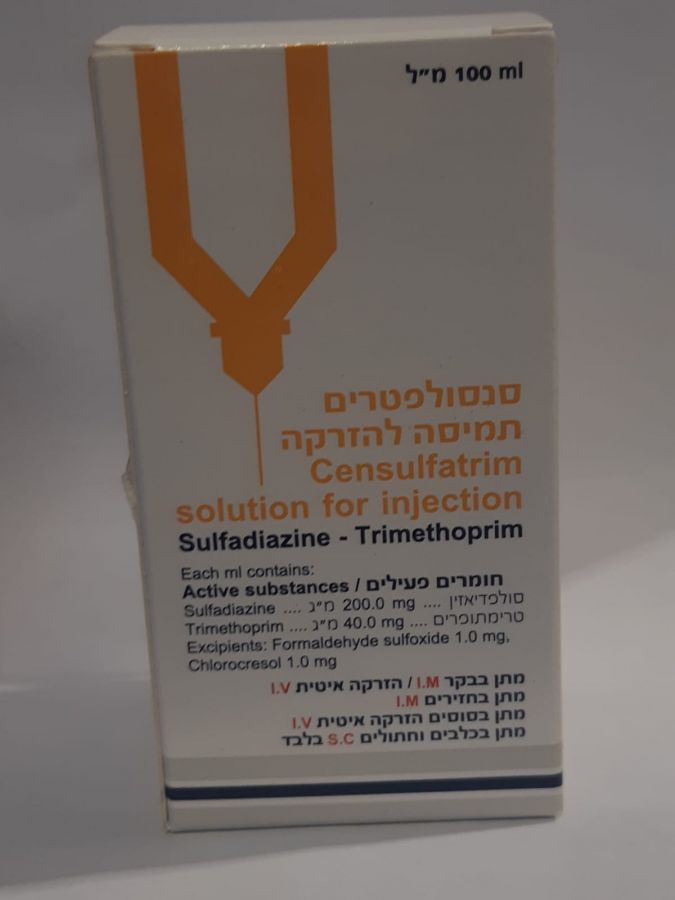 100 ml מ״ל
סנסולפטרים
תמיסה להזרקה
Censulfatrim
solution for injection
Sulfadiazine - Trimethoprim
Each ml contains:
Active substances / חומרים פעילים
Sulfadiazine .... סולפדיאזין .... 200.0 mg מ״ג
Trimethoprim .... טרימתופרים .... 40.0 mg מ״ג
Excipients: Formaldehyde sulfoxide 1.0 mg,
Chlorocresol 1.0 mg
מתן בבקר I.M / הזרקה איטית I.V
מתן בחזירים I.M
מתן בסוסים הזרקה איטית I.V
מתן בכלבים וחתולים S.C בלבד